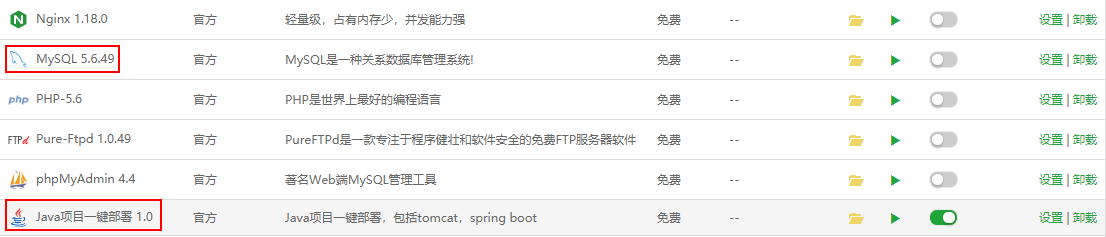 Nginx 1.18.0 官方 轻量级，占有内存少，并发能力强 免费 -- 设置 | 卸载
MySQL 5.6.49 官方 MySQL是一种关系数据库管理系统! 免费 -- 设置 | 卸载
php PHP-5.6 官方 PHP是世界上最好的编程语言 免费 -- 设置 | 卸载
FTPd Pure-Ftpd 1.0.49 官方 PureFTPd是一款专注于程序健壮和软件安全的免费FTP服务器软件 免费 -- 设置 | 卸载
phpMyAdmin 4.4 官方 著名Web端MySQL管理工具 免费 -- 设置 | 卸载
Java项目一键部署 1.0 官方 Java项目一键部署，包括tomcat，spring boot 免费 -- 设置 | 卸载